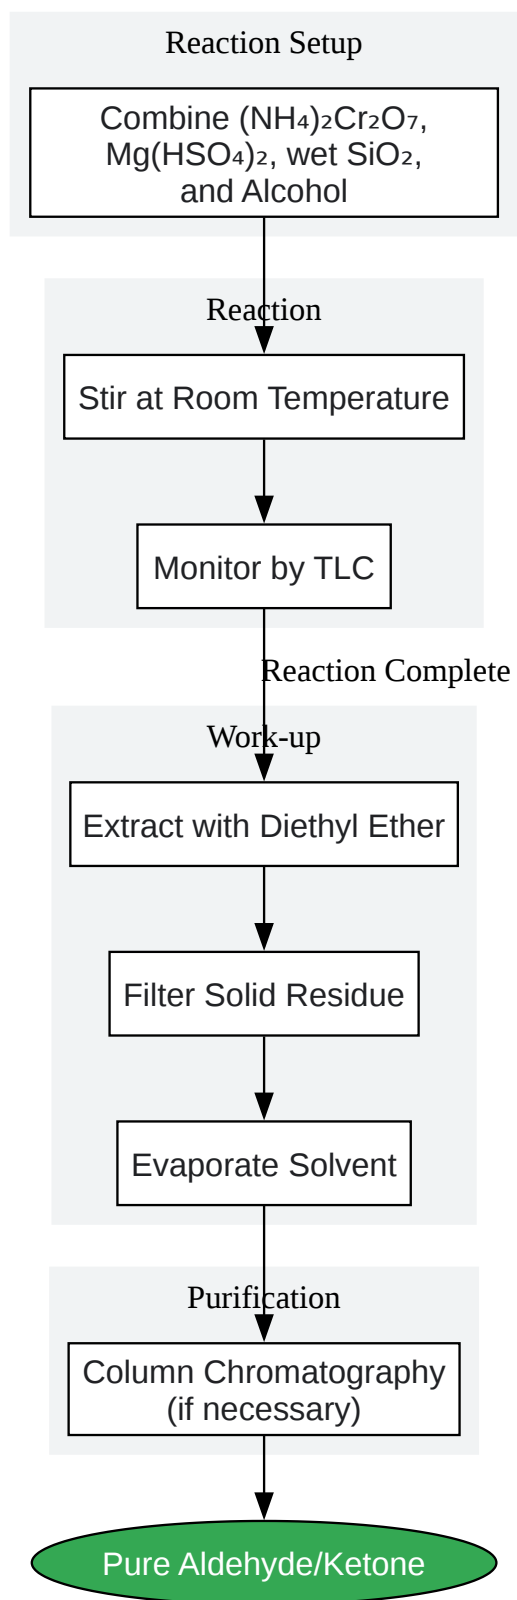 Reaction Setup
Combine (NH₄)₂Cr₂O₇,
Mg(HSO₄)₂, wet SiO₂,
and Alcohol
Reaction
Stir at Room Temperature
Monitor by TLC
Reaction Complete
Work-up
Extract with Diethyl Ether
Filter Solid Residue
Evaporate Solvent
Purification
Column Chromatography
(if necessary)
Pure Aldehyde/Ketone